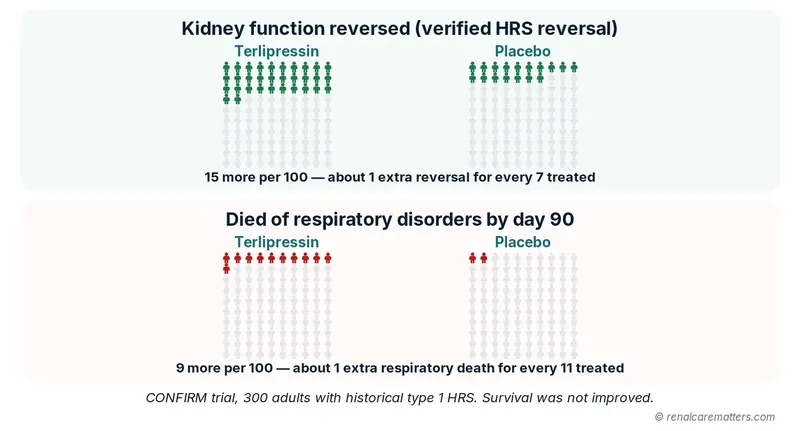 Kidney function reversed (verified HRS reversal)
Terlipressin Placebo
15 more per 100 — about 1 extra reversal for every 7 treated
Died of respiratory disorders by day 90
Terlipressin Placebo
9 more per 100 — about 1 extra respiratory death for every 11 treated
CONFIRM trial, 300 adults with historical type 1 HRS. Survival was not improved.
© renalcarematters.com